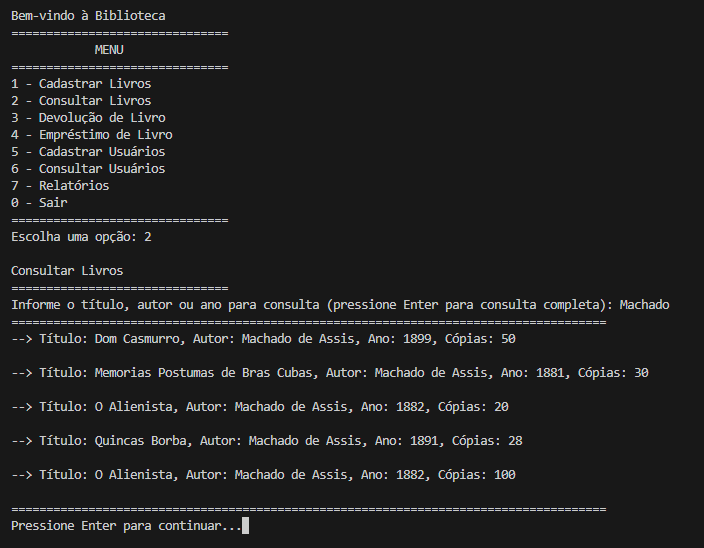 Bem-vindo à Biblioteca
===============================
MENU
===============================
1 - Cadastrar Livros
2 - Consultar Livros
3 - Devolução de Livro
4 - Empréstimo de Livro
5 - Cadastrar Usuários
6 - Consultar Usuários
7 - Relatórios
0 - Sair
===============================
Escolha uma opção: 2
Consultar Livros
===============================
Informe o título, autor ou ano para consulta (pressione Enter para consulta completa): Machado
=====================================================================================
--> Título: Dom Casmurro, Autor: Machado de Assis, Ano: 1899, Cópias: 50
--> Título: Memorias Postumas de Bras Cubas, Autor: Machado de Assis, Ano: 1881, Cópias: 30
--> Título: O Alienista, Autor: Machado de Assis, Ano: 1882, Cópias: 20
--> Título: Quincas Borba, Autor: Machado de Assis, Ano: 1891, Cópias: 28
--> Título: O Alienista, Autor: Machado de Assis, Ano: 1882, Cópias: 100
=====================================================================================
Pressione Enter para continuar...